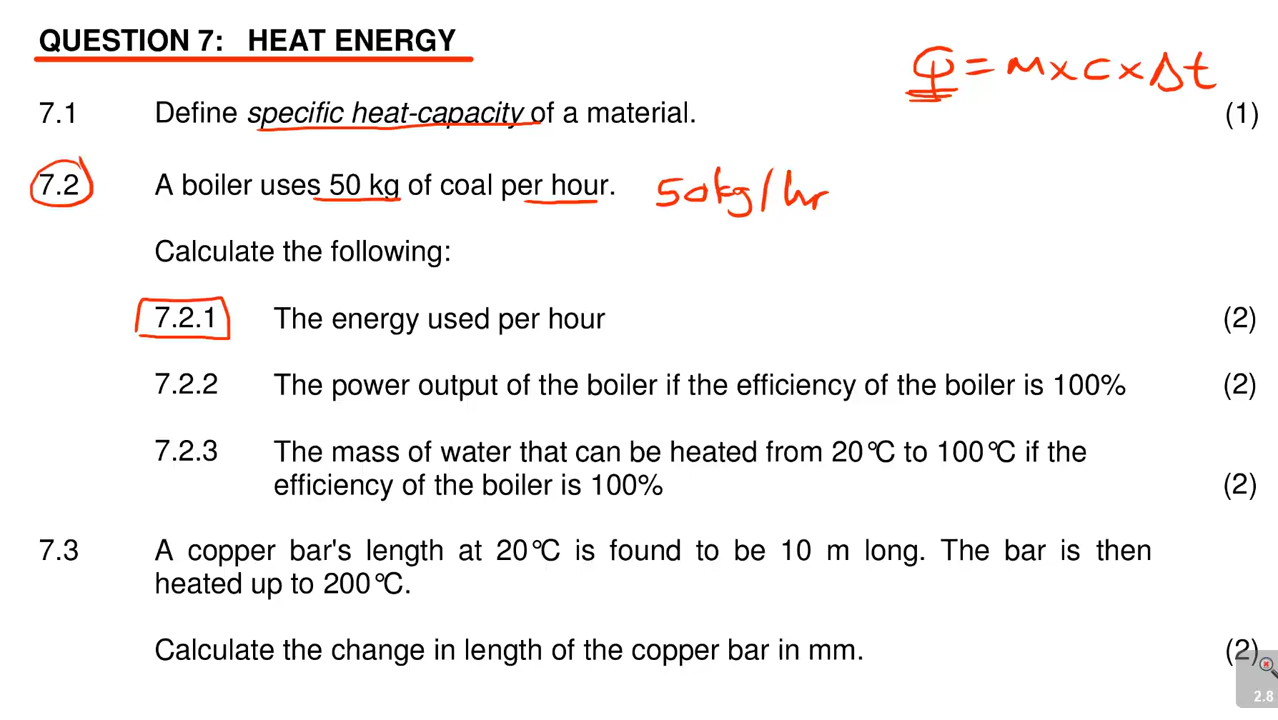 QUESTION 7: HEAT ENERGY
Φ = m x c x Δt
7.1 Define specific heat-capacity of a material. (1)
7.2 A boiler uses 50 kg of coal per hour. 50kg/hr
Calculate the following:
7.2.1 The energy used per hour (2)
7.2.2 The power output of the boiler if the efficiency of the boiler is 100% (2)
7.2.3 The mass of water that can be heated from 20°C to 100°C if the
efficiency of the boiler is 100% (2)
7.3 A copper bar's length at 20°C is found to be 10 m long. The bar is then
heated up to 200°C.
Calculate the change in length of the copper bar in mm. (2)
2.8